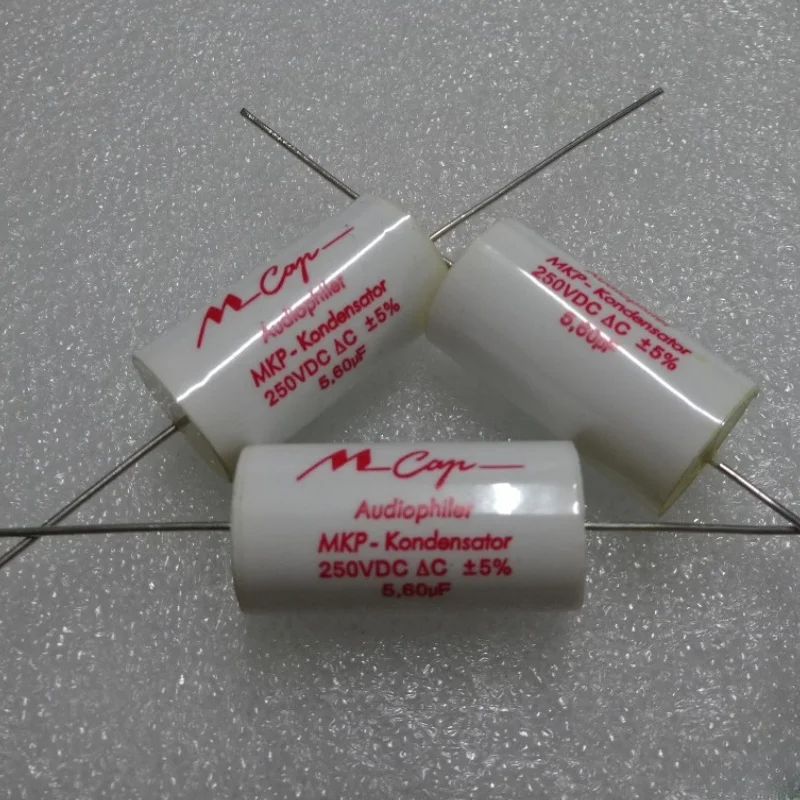 M-Cap-
Audiophiler
MKP-Kondensator
250VDC ΔC ±5%
5,60µF
MKP-Kondensator
250VDC ΔC ±5%
5,60µF
M-Cap-
Audiophiler
MKP-Kondensator
250VDC ΔC ±5%
5,60µF